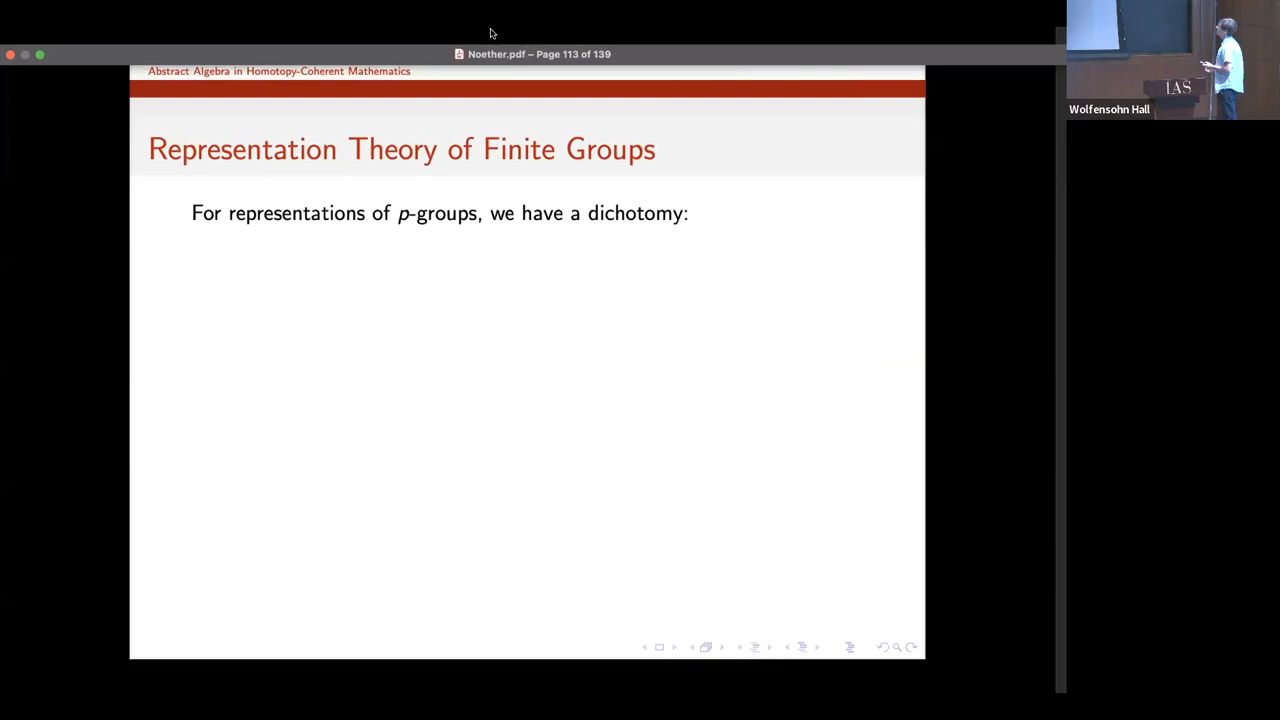 Noether.pdf – Page 113 of 139
Abstract Algebra in Homotopy-Coherent Mathematics
Representation Theory of Finite Groups
For representations of p-groups, we have a dichotomy:
IAS
Wolfensohn Hall